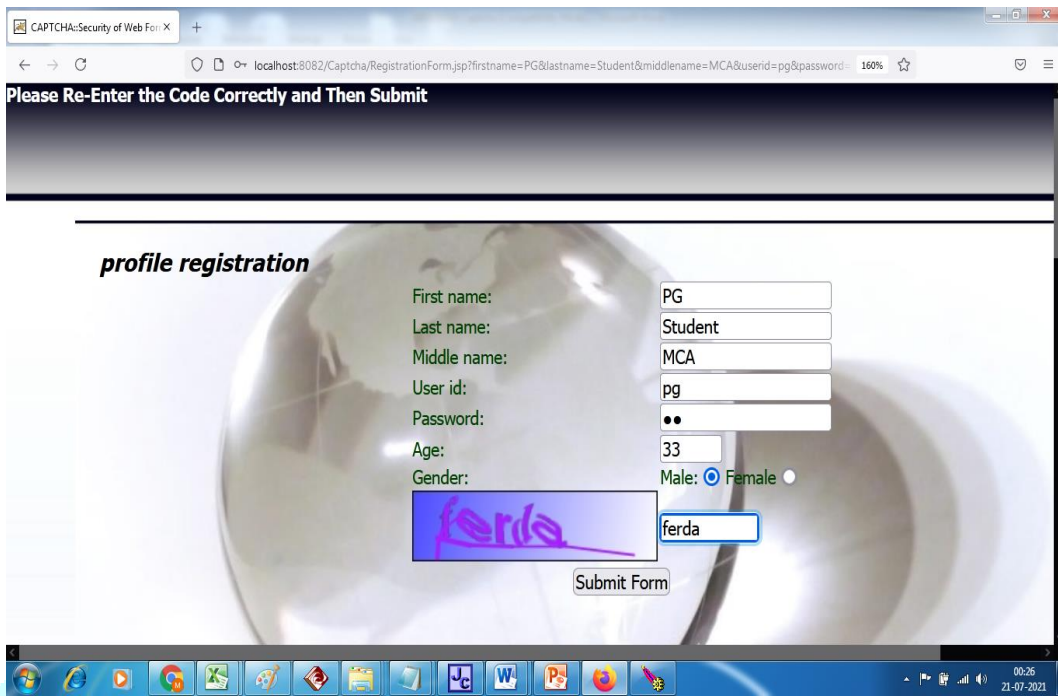 CAPTCHA::Security of Web For
localhost:8082/Captcha/RegistrationForm.jsp?firstname=PG&lastname=Student&middlename=MCA&userid=pg&password=
160%
Please Re-Enter the Code Correctly and Then Submit
profile registration
First name: PG
Last name: Student
Middle name: MCA
User id: pg
Password: ●●
Age: 33
Gender: Male: Female
ferda ferda
Submit Form
00:26
21-07-2021